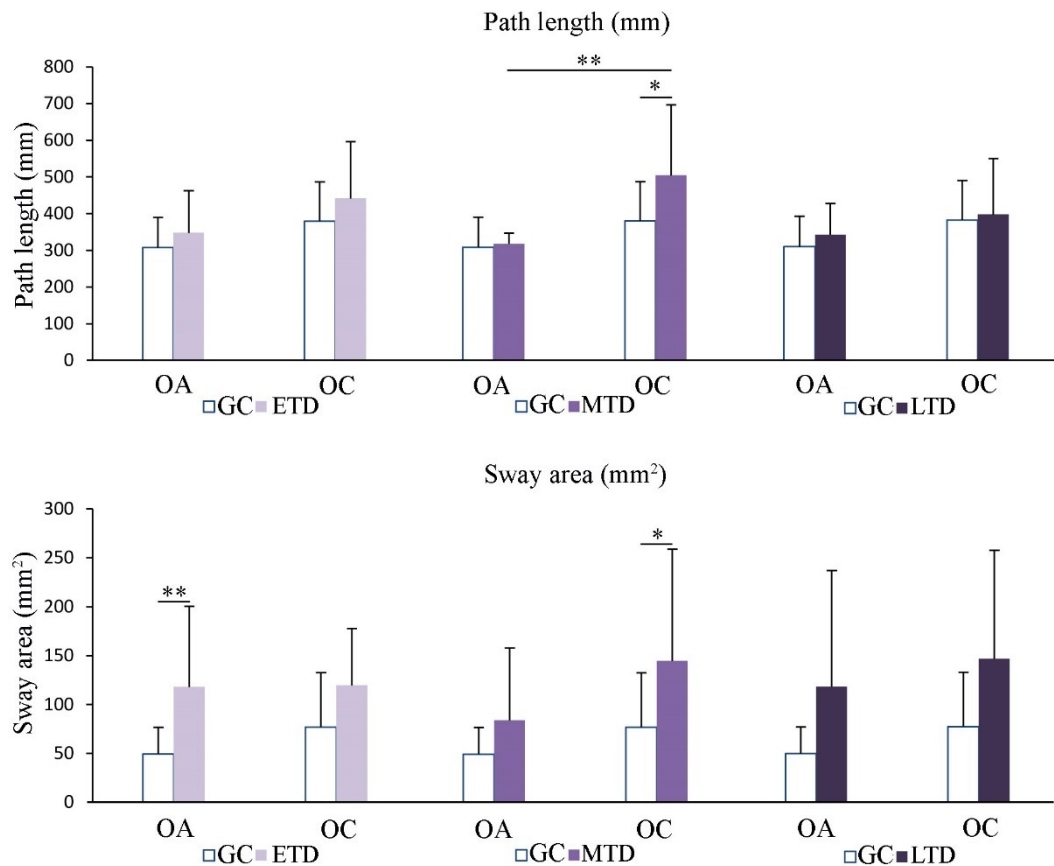 Path length (mm)
Path length (mm)
800
700
600
500
400
300
200
100
0
**
*
OA
OC
OA
OC
OA
OC
GC ETD
GC MTD
GC LTD
Sway area (mm²)
Sway area (mm²)
300
250
200
150
100
50
0
**
*
OA
OC
OA
OC
OA
OC
GC ETD
GC MTD
GC LTD